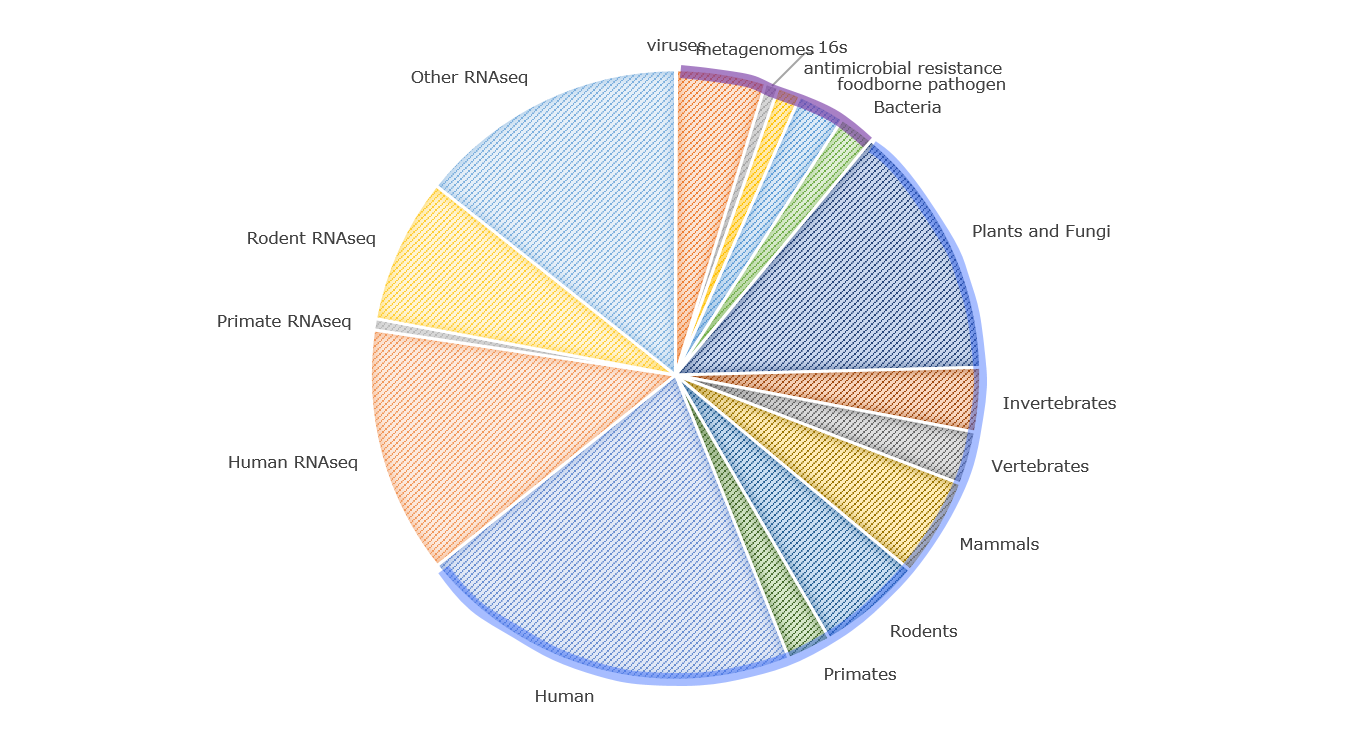 viruses
metagenomes
16s
antimicrobial resistance
foodborne pathogen
Bacteria
Plants and Fungi
Invertebrates
Vertebrates
Mammals
Rodents
Primates
Human
Human RNAseq
Primate RNAseq
Rodent RNAseq
Other RNAseq